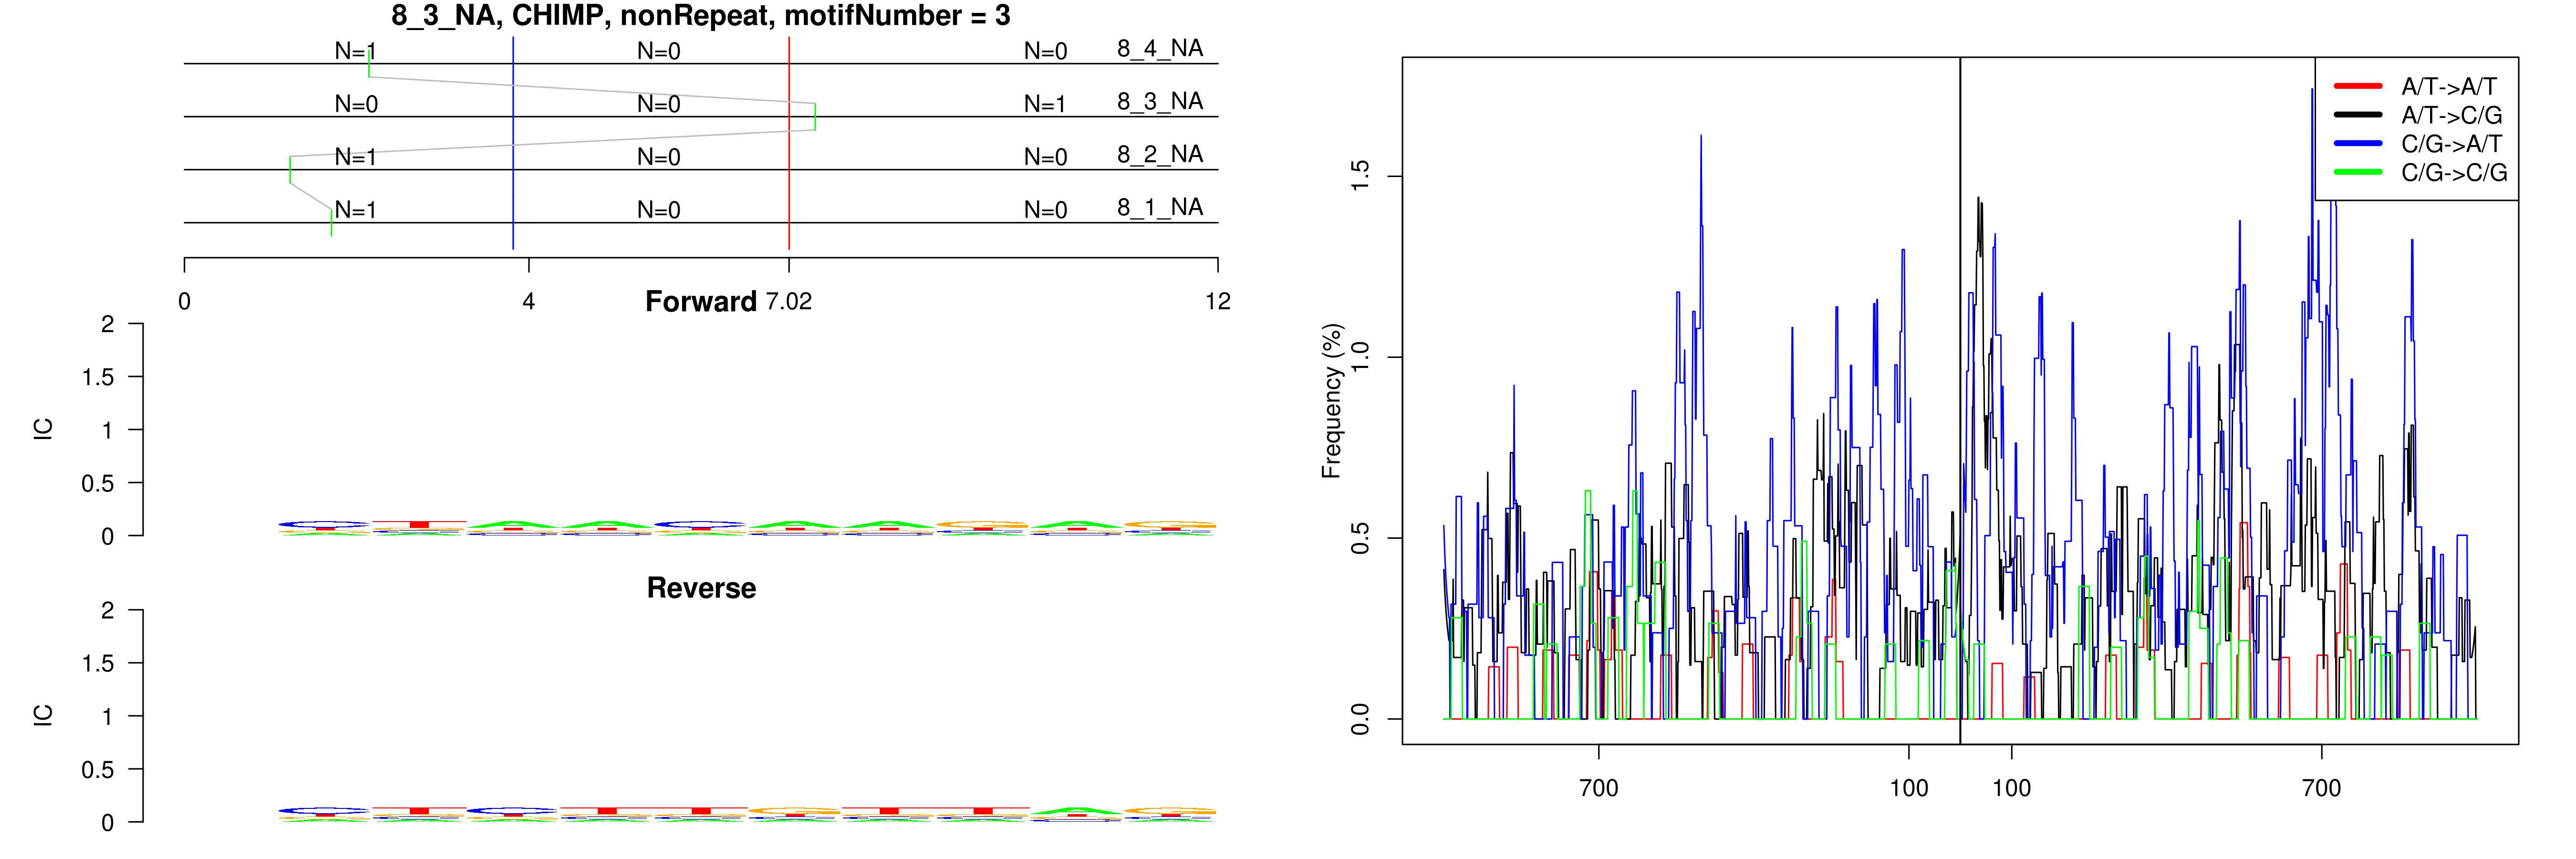 8_3_NA, CHIMP, nonRepeat, motifNumber = 3
N=1 N=0 N=0 8_4_NA
N=0 N=0 N=1 8_3_NA
N=1 N=0 N=0 8_2_NA
N=1 N=0 N=0 8_1_NA
0 4 7.02 12
Forward
IC
2
1.5
1
0.5
0
CTAACAAGAG
Reverse
IC
2
1.5
1
0.5
0
CTCTTGTTAG
Frequency (%)
1.5
1.0
0.5
0.0
700 100 100 700
A/T->A/T
A/T->C/G
C/G->A/T
C/G->C/G